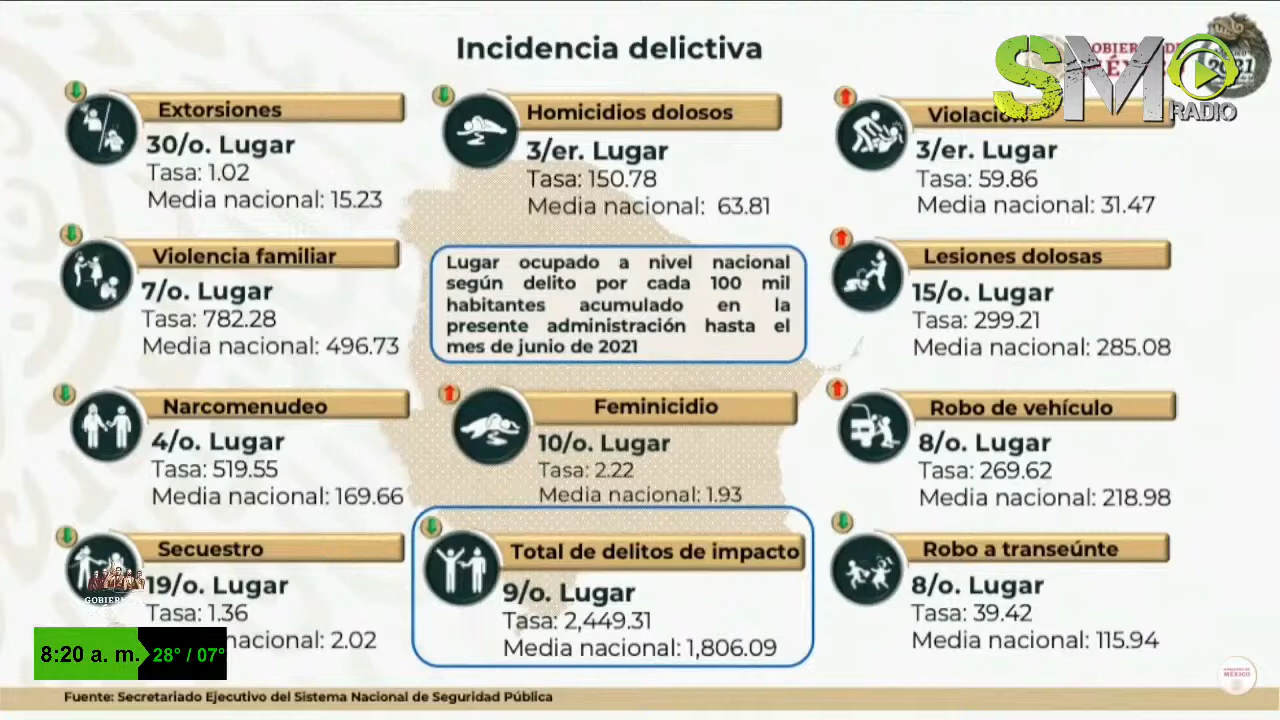 Incidencia delictiva
SMO
RADIO
GOBIER
MÉXIC
2021
Extorsiones
30/o. Lugar
Tasa: 1.02
Media nacional: 15.23
Homicidios dolosos
3/er. Lugar
Tasa: 150.78
Media nacional: 63.81
3/er. Lugar
Tasa: 59.86
Media nacional: 31.47
Violencia familiar
7/o. Lugar
Tasa: 782.28
Media nacional: 496.73
Lugar ocupado a nivel nacional
según delito por cada 100 mil
habitantes acumulado en la
presente administración hasta el
mes de junio de 2021
Lesiones dolosas
15/o. Lugar
Tasa: 299.21
Media nacional: 285.08
Narcomenudeo
4/o. Lugar
Tasa: 519.55
Media nacional: 169.66
Feminicidio
10/o. Lugar
Tasa: 2.22
Media nacional: 1.93
Robo de vehículo
8/o. Lugar
Tasa: 269.62
Media nacional: 218.98
Secuestro
19/o. Lugar
Tasa: 1.36
nacional: 2.02
Total de delitos de impacto
9/o. Lugar
Tasa: 2,449.31
Media nacional: 1,806.09
Robo a transeúnte
8/o. Lugar
Tasa: 39.42
Media nacional: 115.94
8:20 a. m. 28° / 07°
MÉXICO
Fuente: Secretariado Ejecutivo del Sistema Nacional de Seguridad Pública